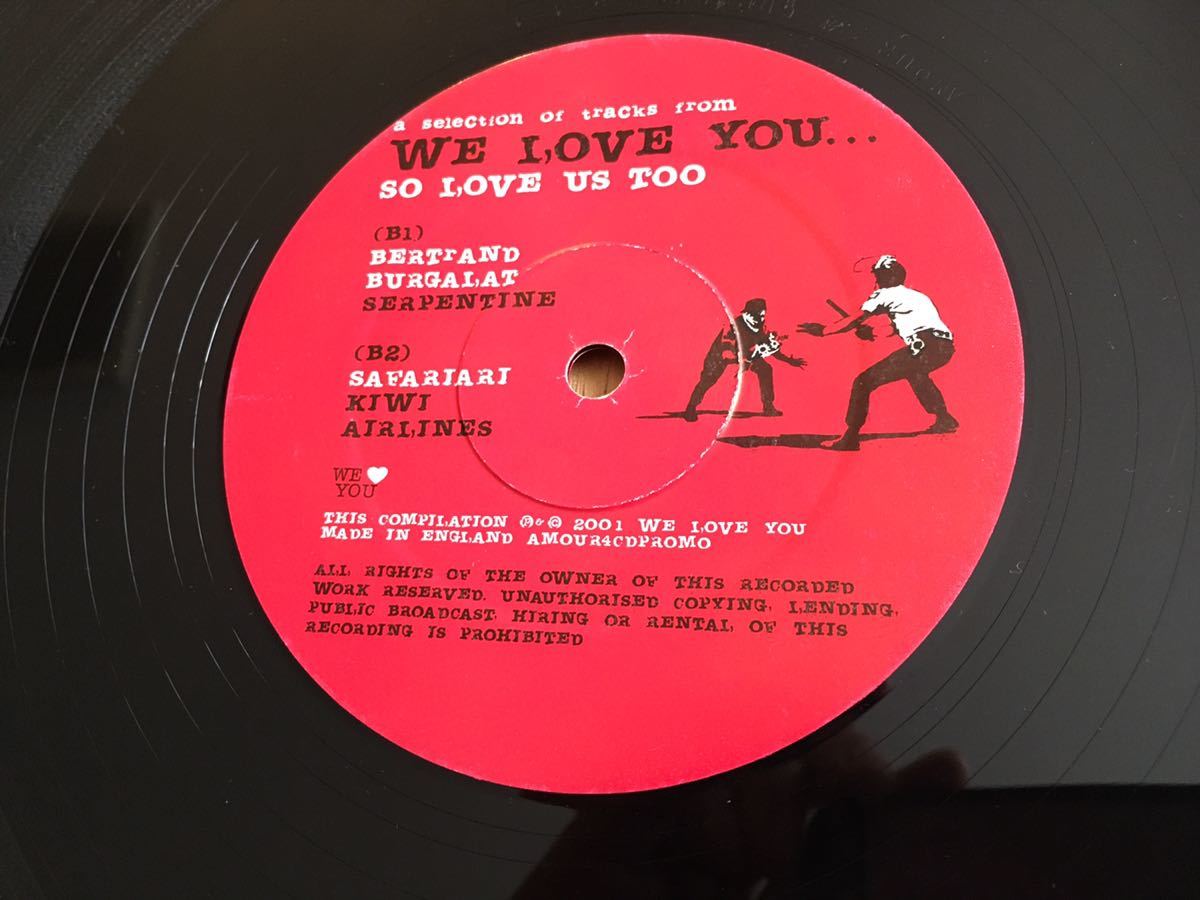 a selection of tracks from
WE LOVE YOU...
SO LOVE US TOO
(B1)
BERTrAND
BURGALAT
SERPENTINE
(B2)
SAFARIARI
KIWI
AIRLINES
WE ♥
YOU
THIS COMPILATION ℗&© 2001 WE LOVE YOU
MADE IN ENGLAND AMOUR4CDPROMO
ALL RIGHTS OF THE OWNER OF THIS RECORDED
WORK RESERVED. UNAUTHORISED COPYING, LENDING,
PUBLIC BROADCAST, HIRING OR RENTAL OF THIS
RECORDING IS PROHIBITED